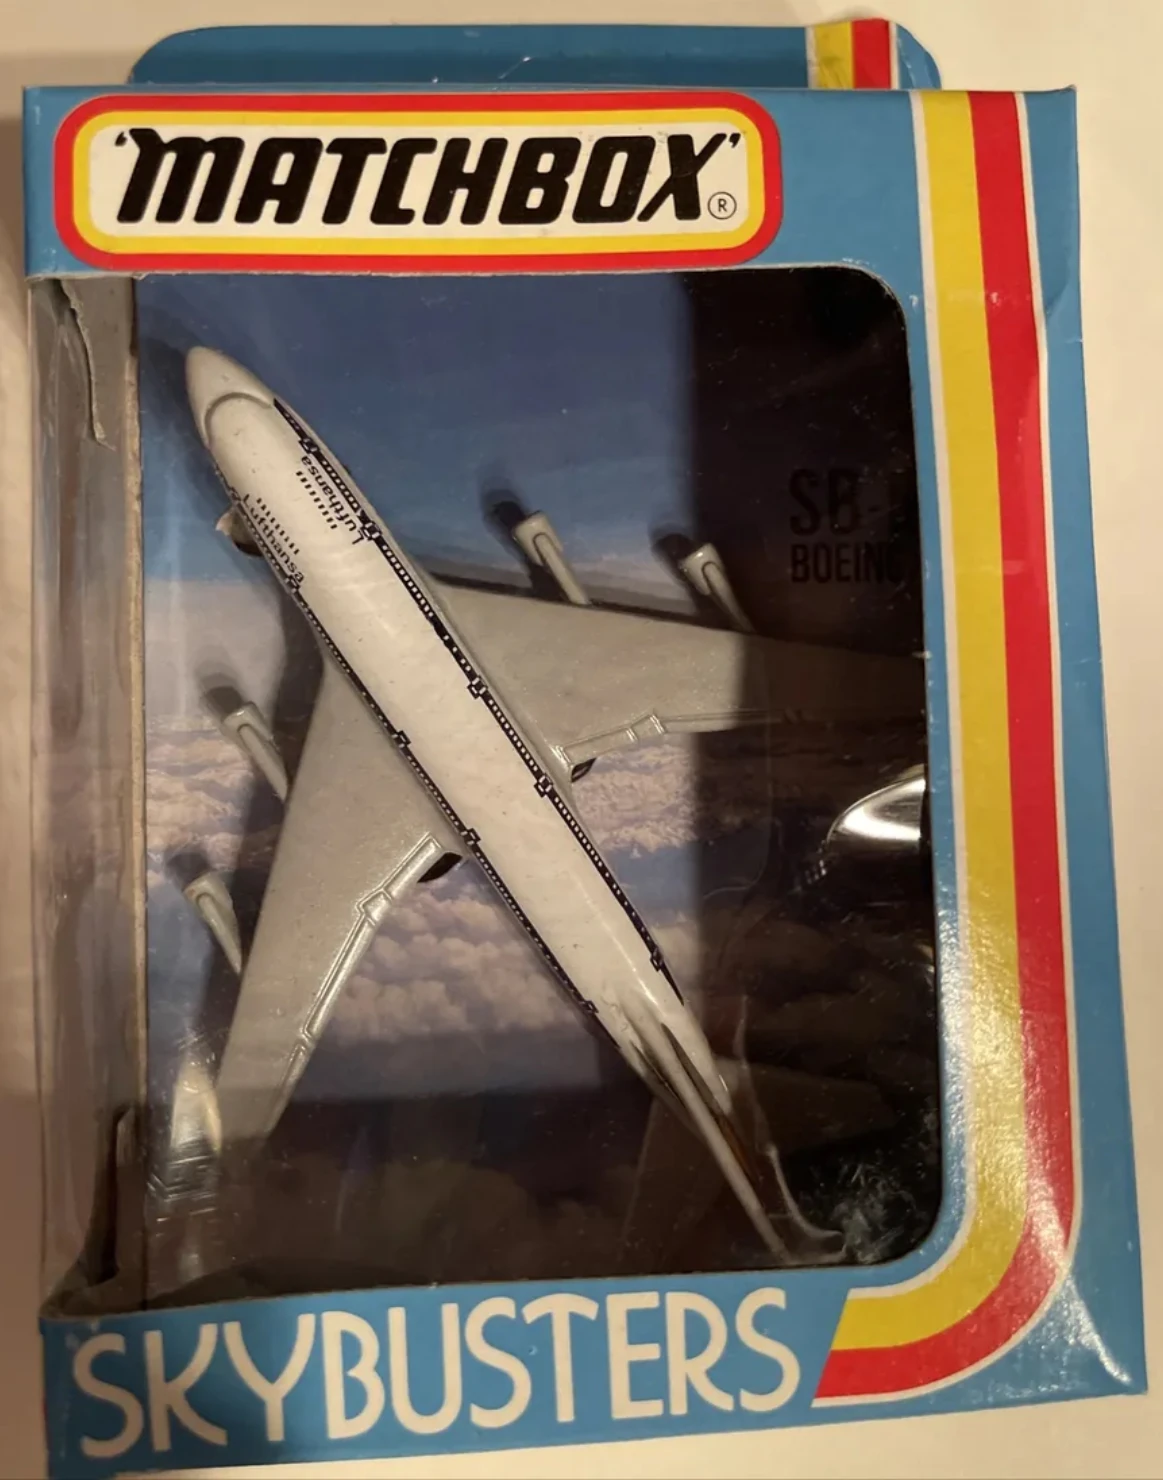 'MATCHBOX'®
SB-
BOEING
Lufthansa
Lufthansa
SKYBUSTERS